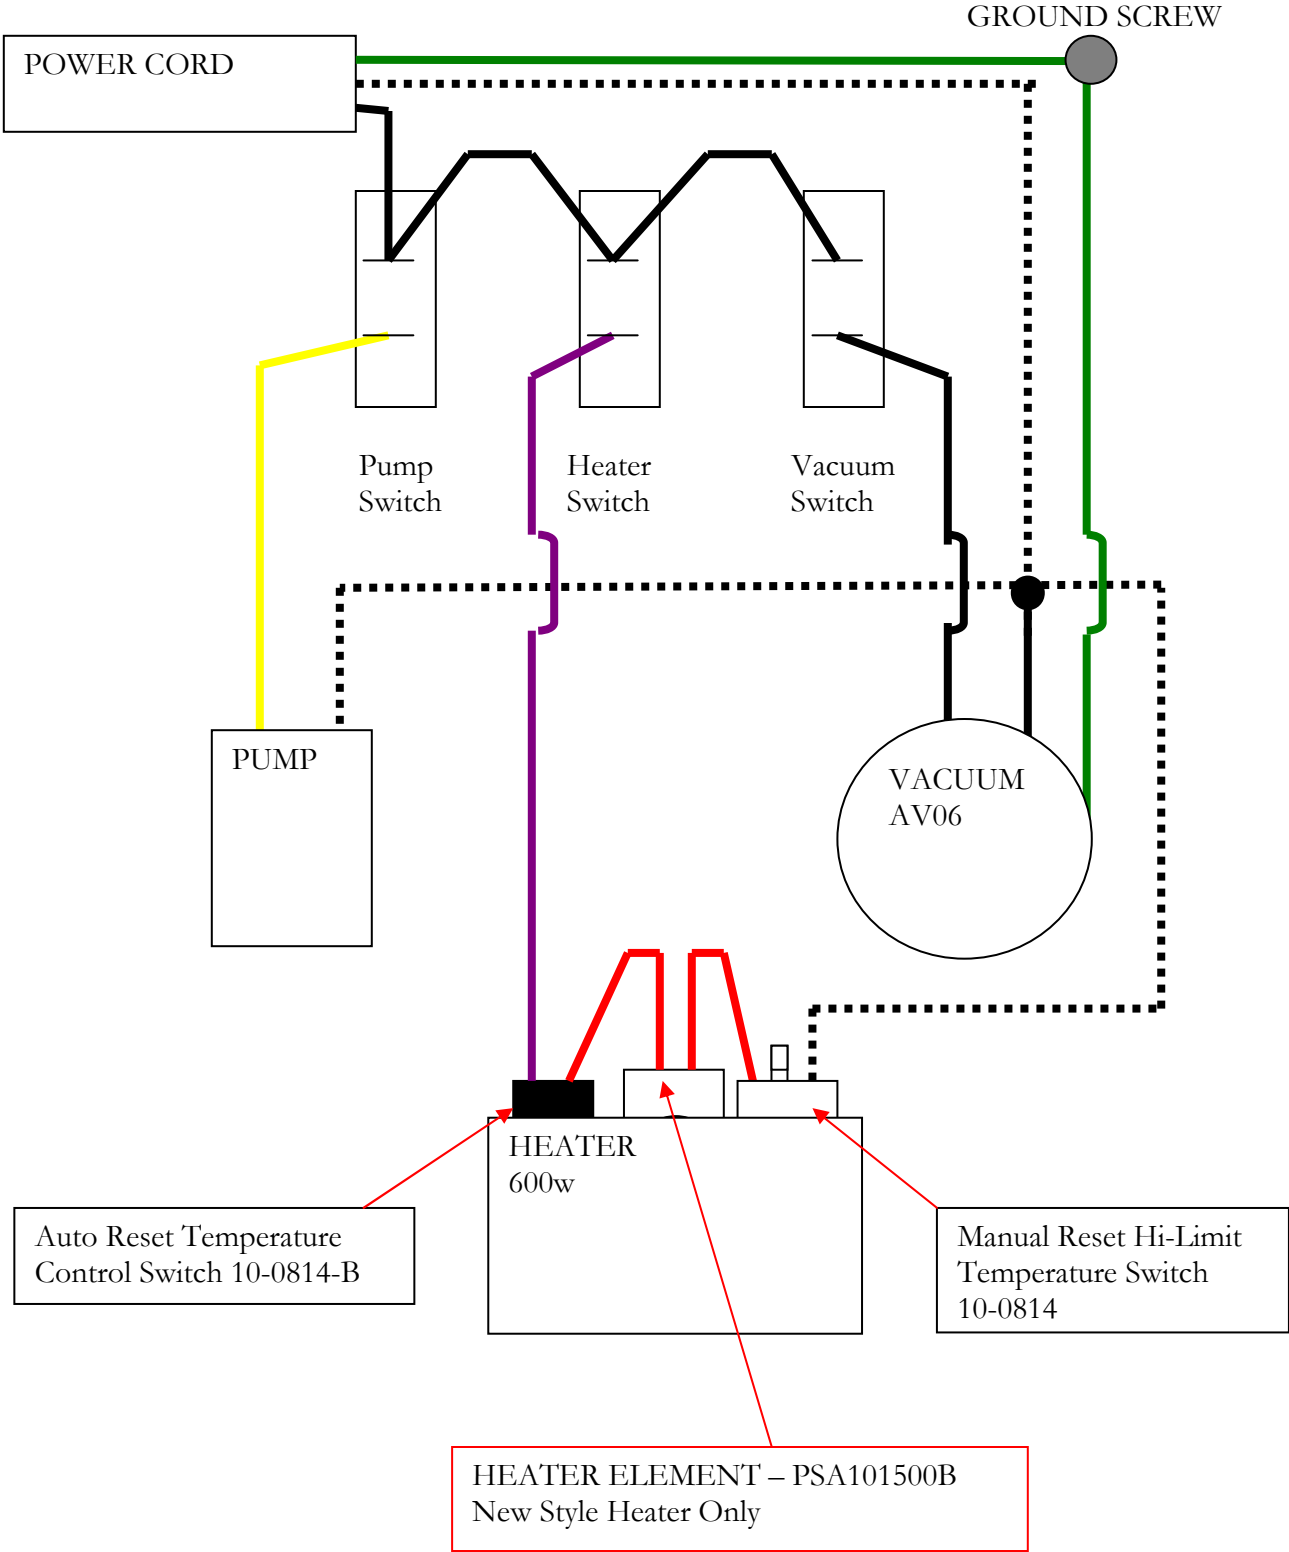 GROUND SCREW
POWER CORD
Pump
Switch
Heater
Switch
Vacuum
Switch
PUMP
VACUUM
AV06
HEATER
600w
Auto Reset Temperature
Control Switch 10-0814-B
Manual Reset Hi-Limit
Temperature Switch
10-0814
HEATER ELEMENT – PSA101500B
New Style Heater Only